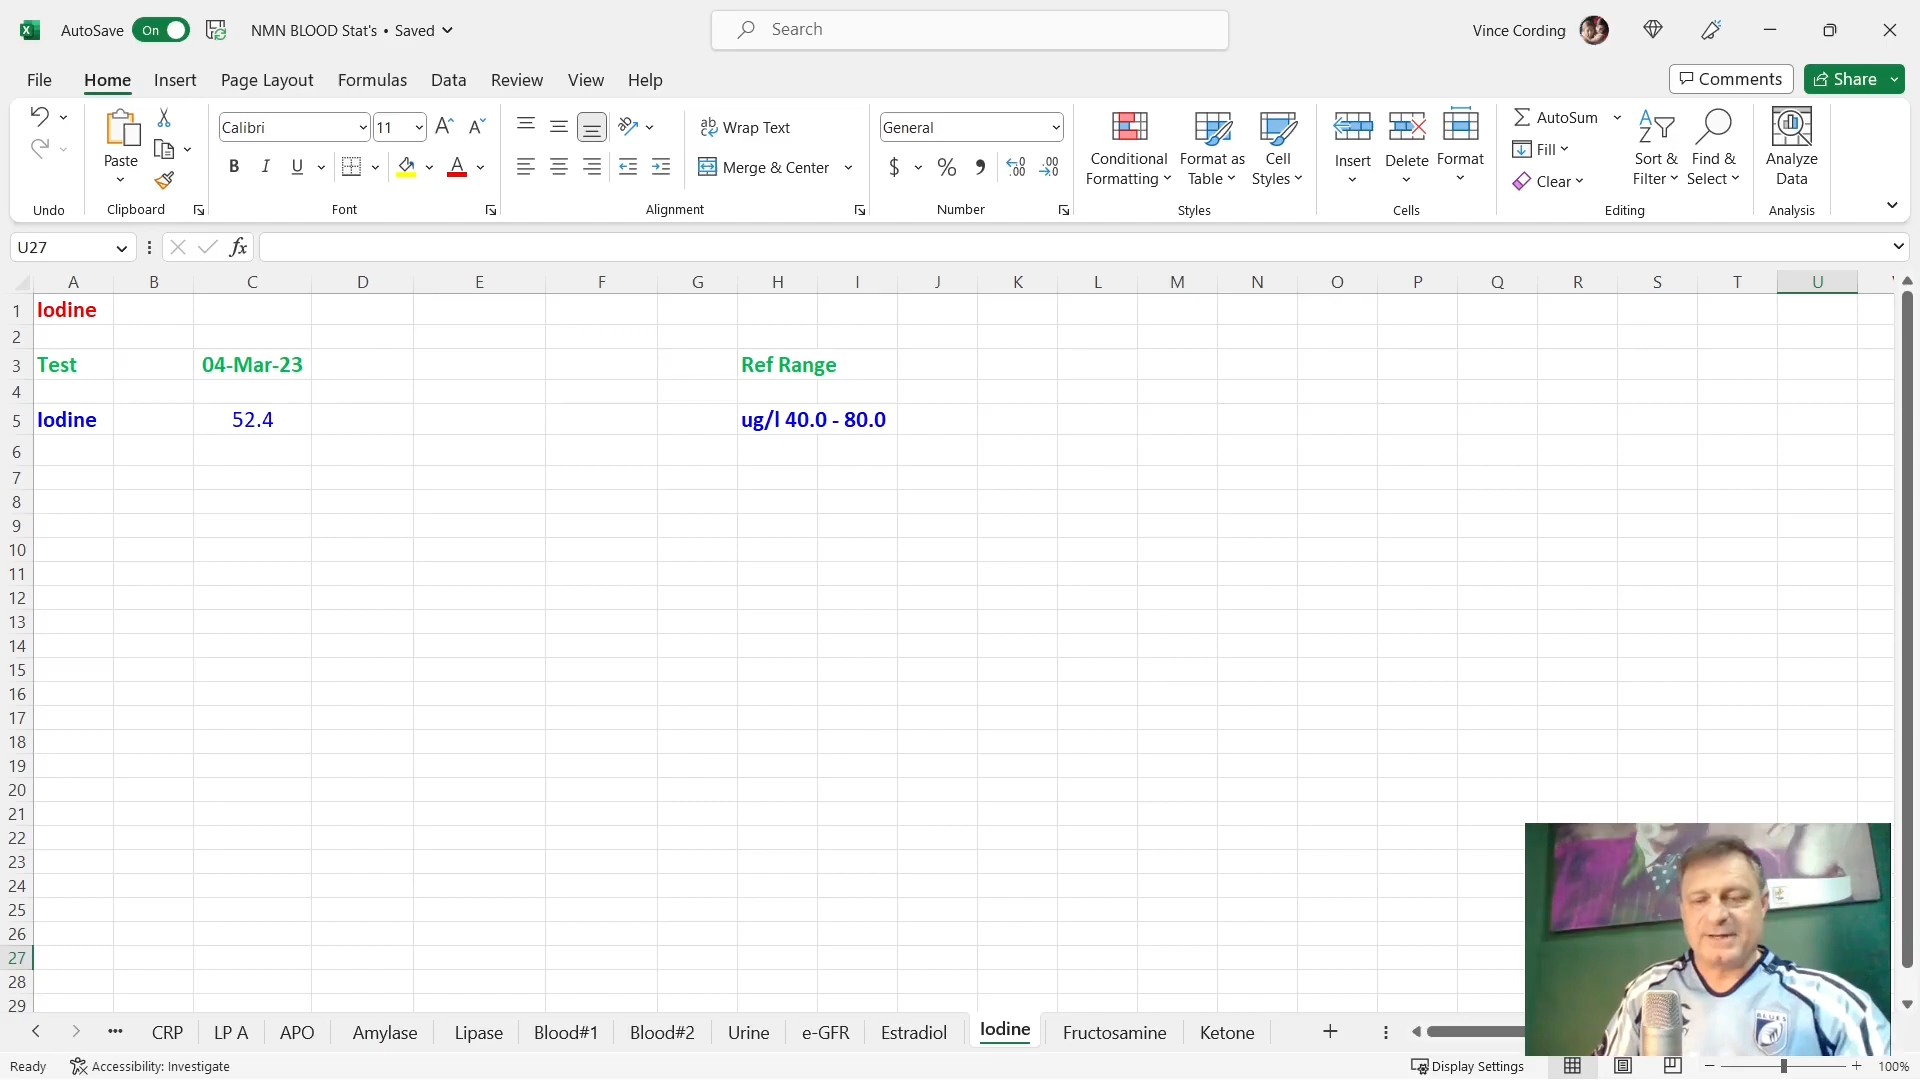 AutoSave On NMN BLOOD Stat's • Saved Search Vince Cording
File Home Insert Page Layout Formulas Data Review View Help Comments Share
Calibri 11 Wrap Text General AutoSum
Paste B I U Merge & Center $ % Conditional Formatting Format as Table Cell Styles Insert Delete Format Fill Clear Sort & Filter Find & Select Analyze Data
Undo Clipboard Font Alignment Number Styles Cells Editing Analysis
U27 fx
A B C D E F G H I J K L M N O P Q R S T U
1 Iodine
2
3 Test 04-Mar-23 Ref Range
4
5 Iodine 52.4 ug/l 40.0 - 80.0
6
7
8
9
10
11
12
13
14
15
16
17
18
19
20
21
22
23
24
25
26
27
28
29
BLUES
CRP LP A APO Amylase Lipase Blood#1 Blood#2 Urine e-GFR Estradiol Iodine Fructosamine Ketone
Ready Accessibility: Investigate Display Settings 100%